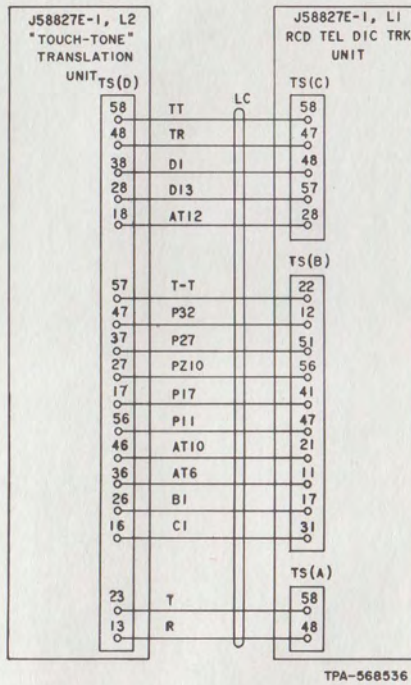 J58827E-1, L2
"TOUCH-TONE"
TRANSLATION
UNIT
TS(D)
J58827E-1, L1
RCD TEL DIC TRK
UNIT
TS(C)
LC
58 TT 58
48 TR 47
38 D1 48
28 D13 57
18 AT12 28
TS(B)
57 T-T 22
47 P32 12
37 P27 51
27 PZ10 56
17 P17 41
56 P11 47
46 AT10 21
36 AT6 11
26 B1 17
16 C1 31
TS(A)
23 T 58
13 R 48
TPA-568536